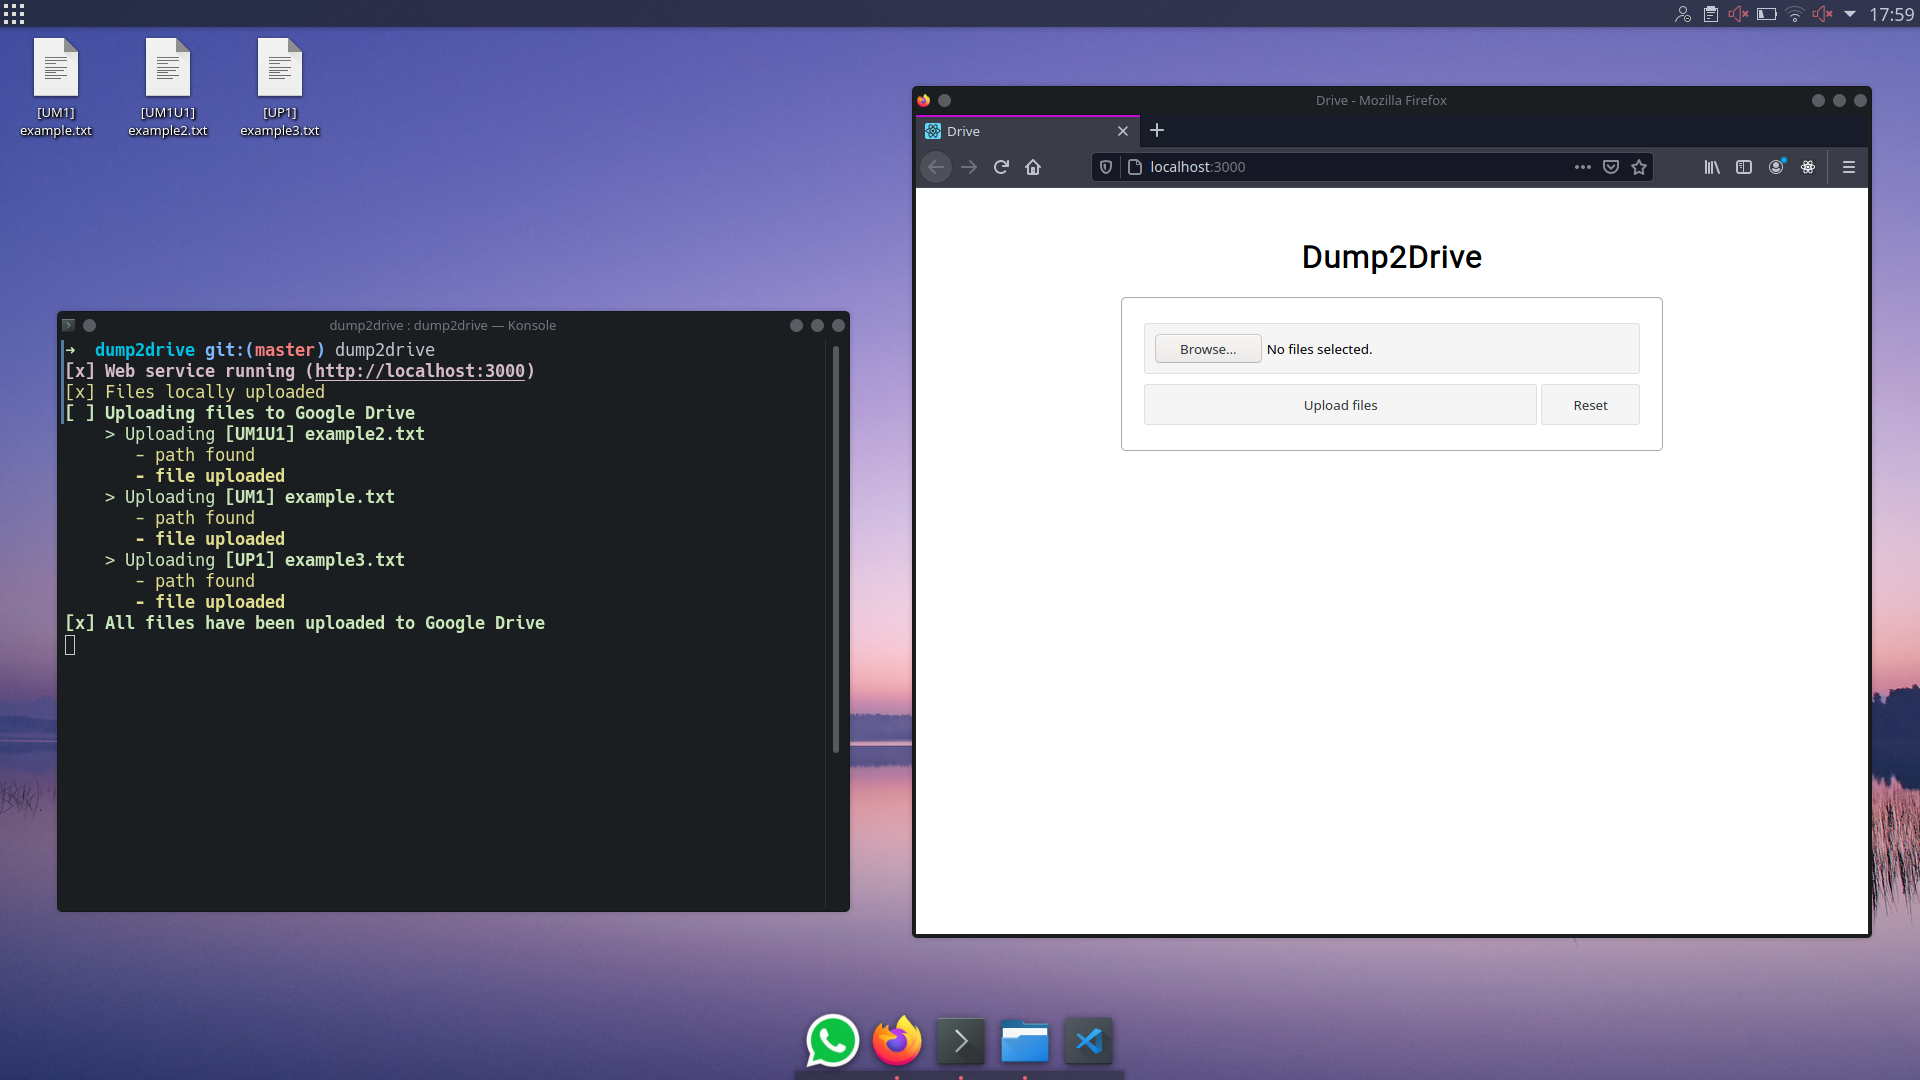 17:59
[UM1]
example.txt
[UM1U1]
example2.txt
[UP1]
example3.txt
dump2drive : dump2drive — Konsole
➜ dump2drive git:(master) dump2drive
[x] Web service running (http://localhost:3000)
[x] Files locally uploaded
[ ] Uploading files to Google Drive
> Uploading [UM1U1] example2.txt
- path found
- file uploaded
> Uploading [UM1] example.txt
- path found
- file uploaded
> Uploading [UP1] example3.txt
- path found
- file uploaded
[x] All files have been uploaded to Google Drive
Drive - Mozilla Firefox
Drive
localhost:3000
Dump2Drive
Browse... No files selected.
Upload files
Reset